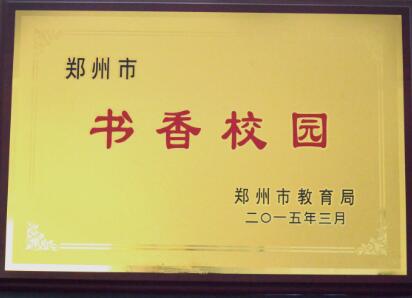 郑州市
书香校园
郑州市教育局
二〇一五年三月